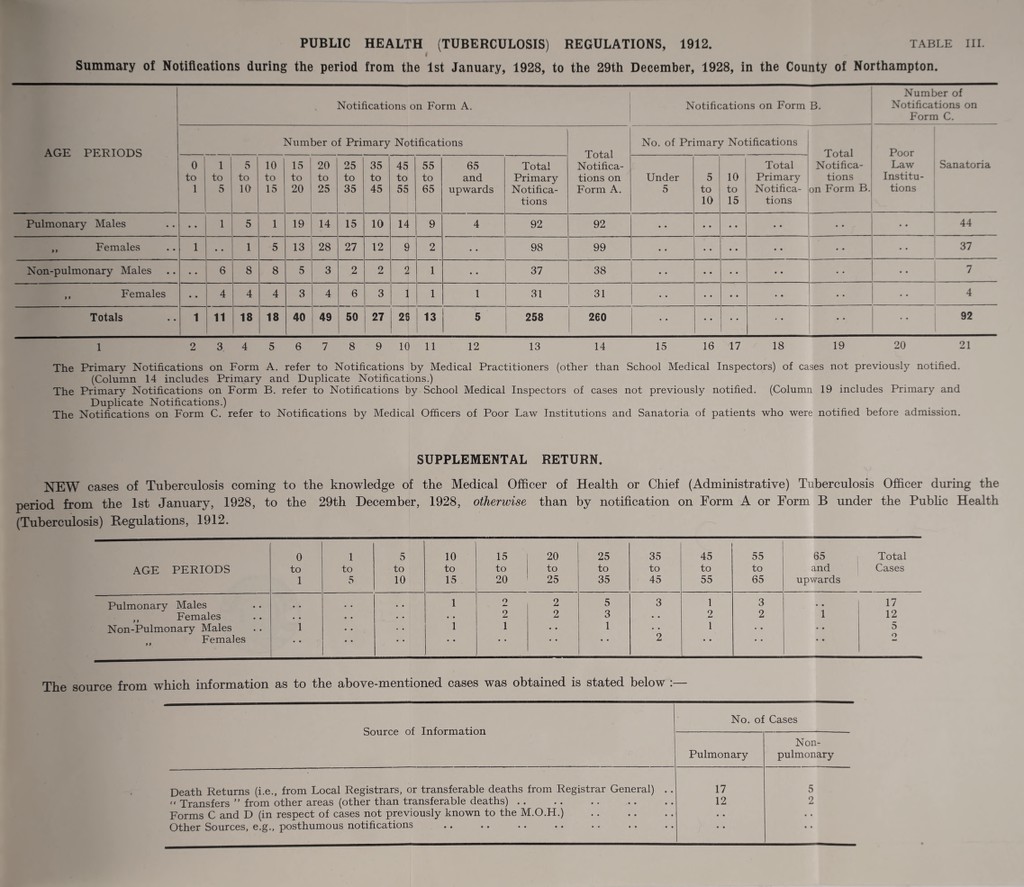 PUBLIC HEALTH (TUBERCULOSIS) REGULATIONS, 1912. TABLE III.
Summary of Notifications during the period from the 1st January, 1928, to the 29th December, 1928, in the County of Northampton.
AGE PERIODS
Notifications on Form A.
Notifications on Form B.
Number of Notifications on Form C.
Number of Primary Notifications
Total Notifica- tions on Form A.
No. of Primary Notifications
Total Notifica- tions on Form B.
Poor Law Institu- tions
Sanatoria
0 to 1 | 1 to 5 | 5 to 10 | 10 to 15 | 15 to 20 | 20 to 25 | 25 to 35 | 35 to 45 | 45 to 55 | 55 to 65 | 65 and upwards | Total Primary Notifica- tions | Under 5 | 5 to 10 | 10 to 15 | Total Primary Notifica- tions
Pulmonary Males .. | .. | 1 | 5 | 1 | 19 | 14 | 15 | 10 | 14 | 9 | 4 | 92 | 92 | .. | .. | .. | .. | .. | .. | 44
,, Females .. | 1 | .. | 1 | 5 | 13 | 28 | 27 | 12 | 9 | 2 | .. | 98 | 99 | .. | .. | .. | .. | .. | .. | 37
Non-pulmonary Males .. | .. | 6 | 8 | 8 | 5 | 3 | 2 | 2 | 2 | 1 | .. | 37 | 38 | .. | .. | .. | .. | .. | .. | 7
,, Females | .. | 4 | 4 | 4 | 3 | 4 | 6 | 3 | 1 | 1 | 1 | 31 | 31 | .. | .. | .. | .. | .. | .. | 4
Totals .. | 1 | 11 | 18 | 18 | 40 | 49 | 50 | 27 | 26 | 13 | 5 | 258 | 260 | .. | .. | .. | .. | .. | .. | 92
1 | 2 | 3 | 4 | 5 | 6 | 7 | 8 | 9 | 10 | 11 | 12 | 13 | 14 | 15 | 16 | 17 | 18 | 19 | 20 | 21
The Primary Notifications on Form A. refer to Notifications by Medical Practitioners (other than School Medical Inspectors) of cases not previously notified.
(Column 14 includes Primary and Duplicate Notifications.)
The Primary Notifications on Form B. refer to Notifications by School Medical Inspectors of cases not previously notified. (Column 19 includes Primary and
Duplicate Notifications.)
The Notifications on Form C. refer to Notifications by Medical Officers of Poor Law Institutions and Sanatoria of patients who were notified before admission.
SUPPLEMENTAL RETURN.
NEW cases of Tuberculosis coming to the knowledge of the Medical Officer of Health or Chief (Administrative) Tuberculosis Officer during the
period from the 1st January, 1928, to the 29th December, 1928, otherwise than by notification on Form A or Form B under the Public Health
(Tuberculosis) Regulations, 1912.
AGE PERIODS | 0 to 1 | 1 to 5 | 5 to 10 | 10 to 15 | 15 to 20 | 20 to 25 | 25 to 35 | 35 to 45 | 45 to 55 | 55 to 65 | 65 and upwards | Total Cases
Pulmonary Males .. | .. | .. | .. | 1 | 2 | 2 | 5 | 3 | 1 | 3 | .. | 17
,, Females .. | .. | .. | .. | .. | 2 | 2 | 3 | .. | 2 | 2 | 1 | 12
Non-Pulmonary Males .. | 1 | .. | .. | 1 | 1 | .. | 1 | .. | 1 | .. | .. | 5
,, Females | .. | .. | .. | .. | .. | .. | .. | 2 | .. | .. | .. | 2
The source from which information as to the above-mentioned cases was obtained is stated below :—
Source of Information
No. of Cases
Pulmonary | Non- pulmonary
Death Returns (i.e., from Local Registrars, or transferable deaths from Registrar General) .. | 17 | 5
" Transfers " from other areas (other than transferable deaths) .. .. .. .. .. | 12 | 2
Forms C and D (in respect of cases not previously known to the M.O.H.) .. .. .. | .. | ..
Other Sources, e.g., posthumous notifications .. .. .. .. .. .. .. | .. | ..